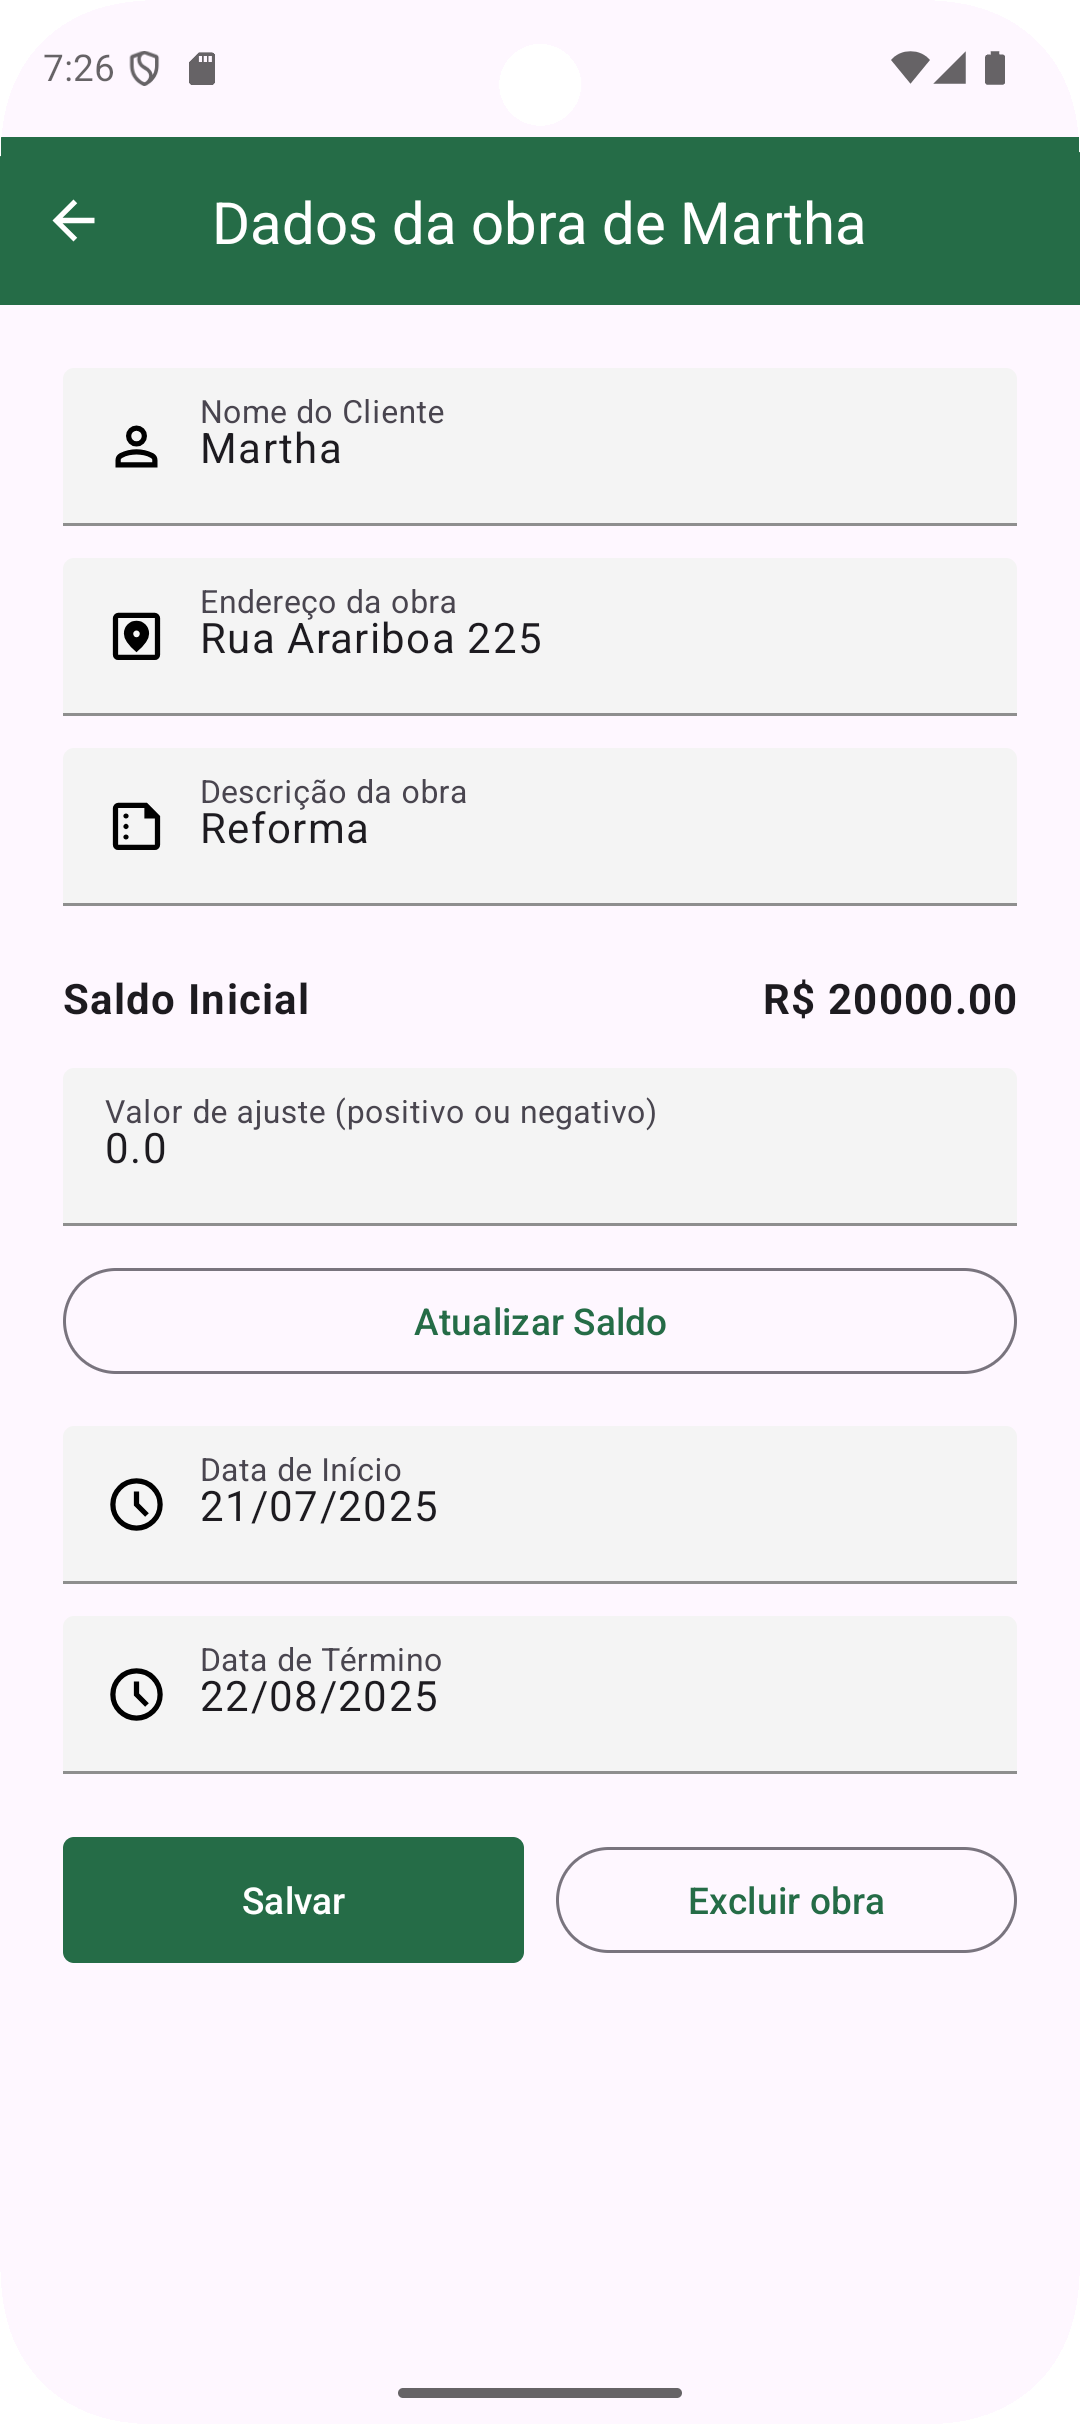 7:26
Dados da obra de Martha
Nome do Cliente
Martha
Endereço da obra
Rua Arariboa 225
Descrição da obra
Reforma
Saldo Inicial R$ 20000.00
Valor de ajuste (positivo ou negativo)
0.0
Atualizar Saldo
Data de Início
21/07/2025
Data de Término
22/08/2025
Salvar Excluir obra